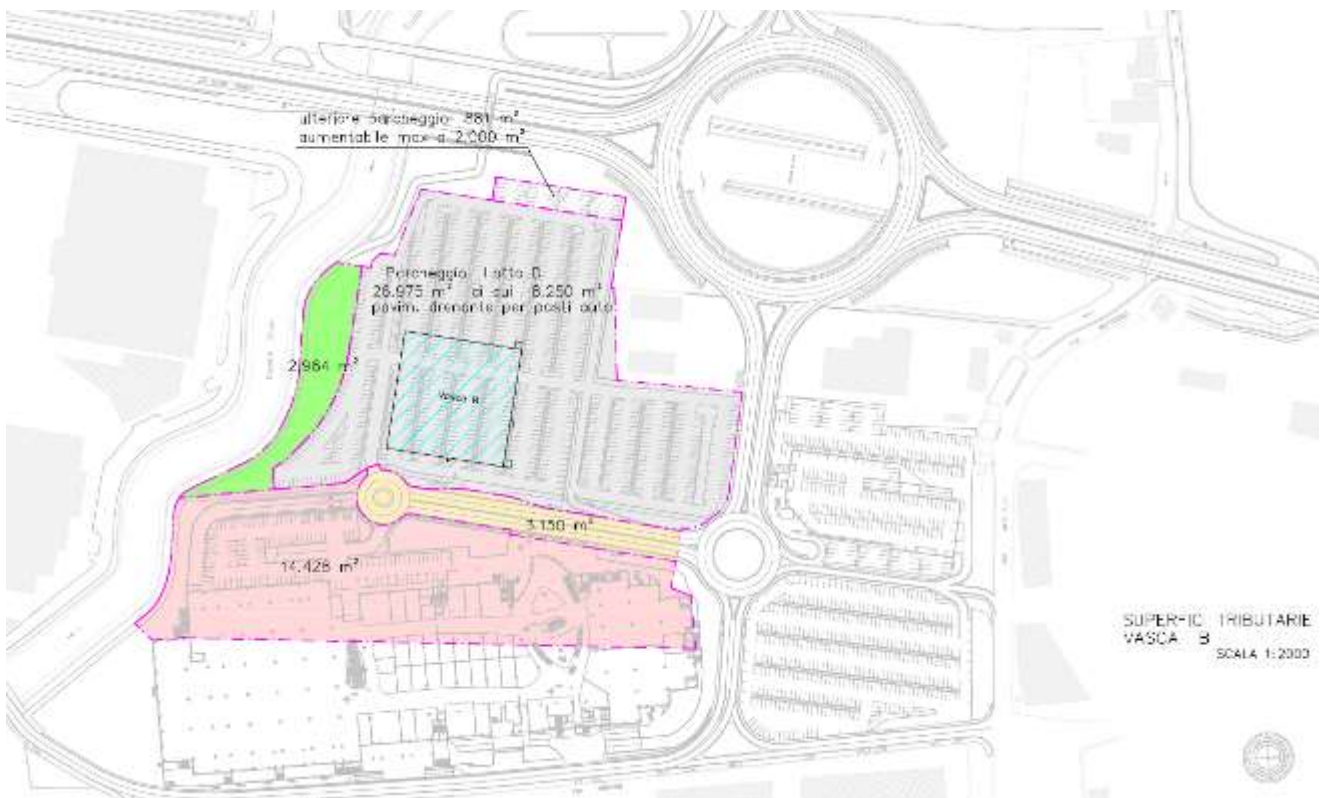 ulteriore parcheggio 881 m²
aumentabile max a 2.000 m²
Parcheggio Lotto D
26.975 m² di cui 8.250 m²
pavim. drenante per posti auto
2.964 m²
Vasca B
3.150 m²
14.428 m²
SUPERFICI TRIBUTARIE
VASCA B
SCALA 1:2000